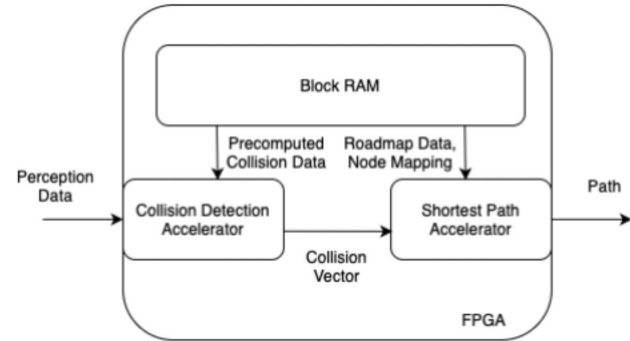 Block RAM
Precomputed
Collision Data
Roadmap Data,
Node Mapping
Perception
Data
Collision Detection
Accelerator
Shortest Path
Accelerator
Path
Collision
Vector
FPGA